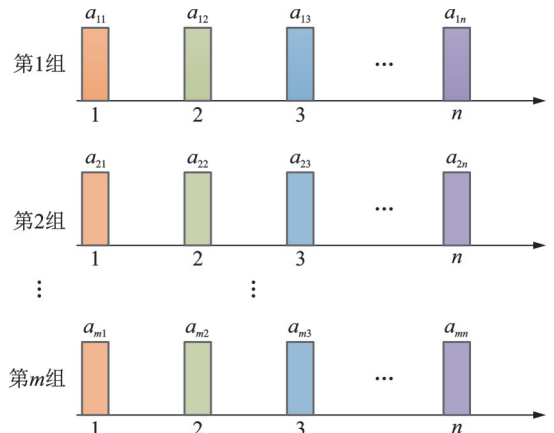 a11 a12 a13 a1n
第1组 ...
1 2 3 n
a21 a22 a23 a2n
第2组 ...
1 2 3 n
⋮ ⋮
am1 am2 am3 amn
第m组 ...
1 2 3 n